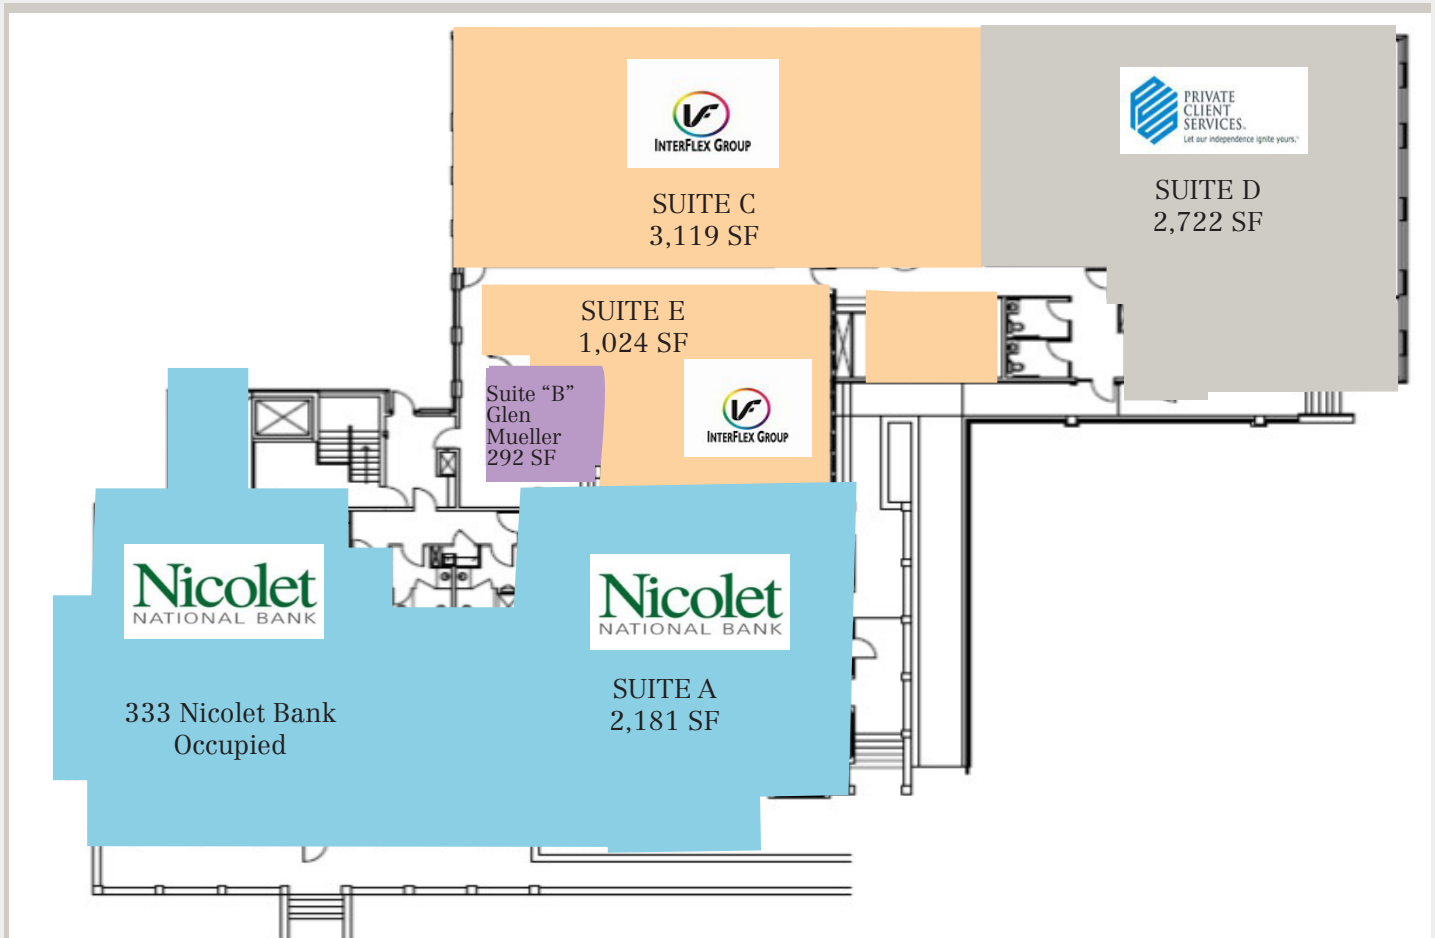 VF
INTERFLEX GROUP
SUITE C
3,119 SF
PRIVATE
CLIENT
SERVICES
Let our independence ignite yours.
SUITE D
2,722 SF
SUITE E
1,024 SF
VF
INTERFLEX GROUP
Suite “B”
Glen
Mueller
292 SF
Nicolet
NATIONAL BANK
333 Nicolet Bank
Occupied
Nicolet
NATIONAL BANK
SUITE A
2,181 SF